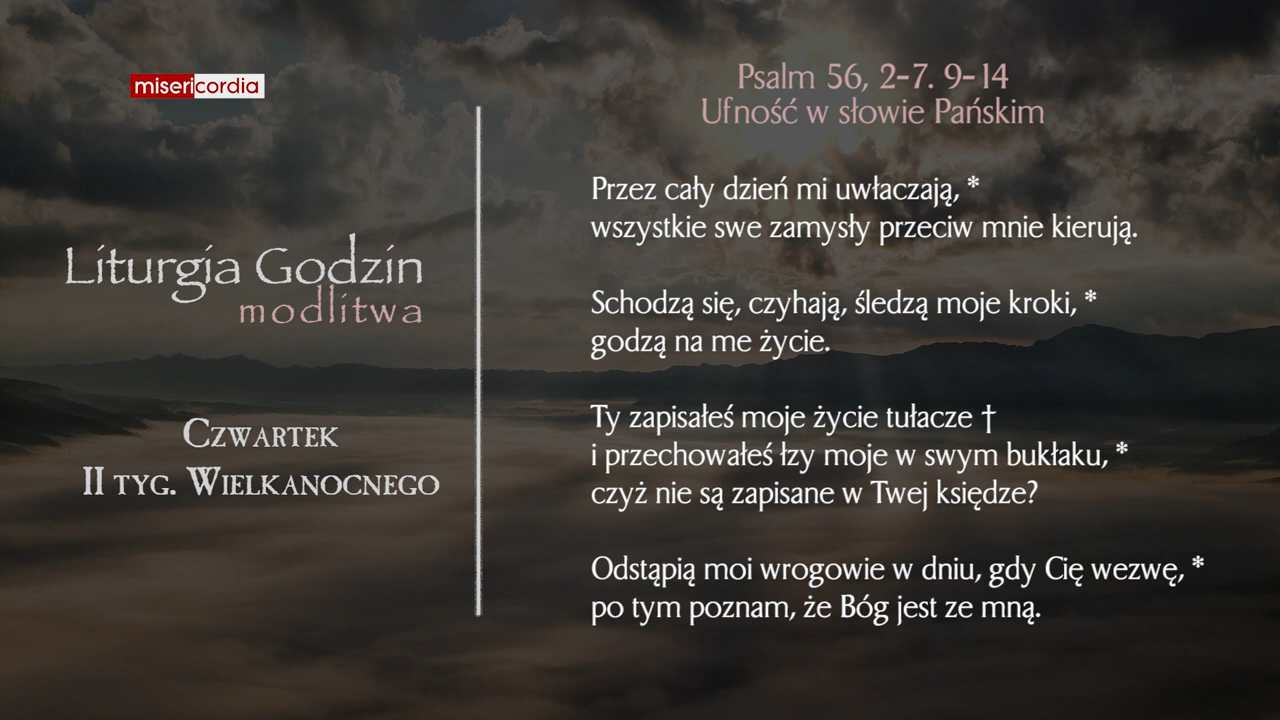 misericordia
Liturgia Godzin
modlitwa
Czwartek
II tyg. Wielkanocnego
Psalm 56, 2-7. 9-14
Ufność w słowie Pańskim
Przez cały dzień mi uwłaczają, *
wszystkie swe zamysły przeciw mnie kierują.
Schodzą się, czyhają, śledzą moje kroki, *
godzą na me życie.
Ty zapisałeś moje życie tułacze †
i przechowałeś łzy moje w swym bukłaku, *
czyż nie są zapisane w Twej księdze?
Odstąpią moi wrogowie w dniu, gdy Cię wezwę, *
po tym poznam, że Bóg jest ze mną.